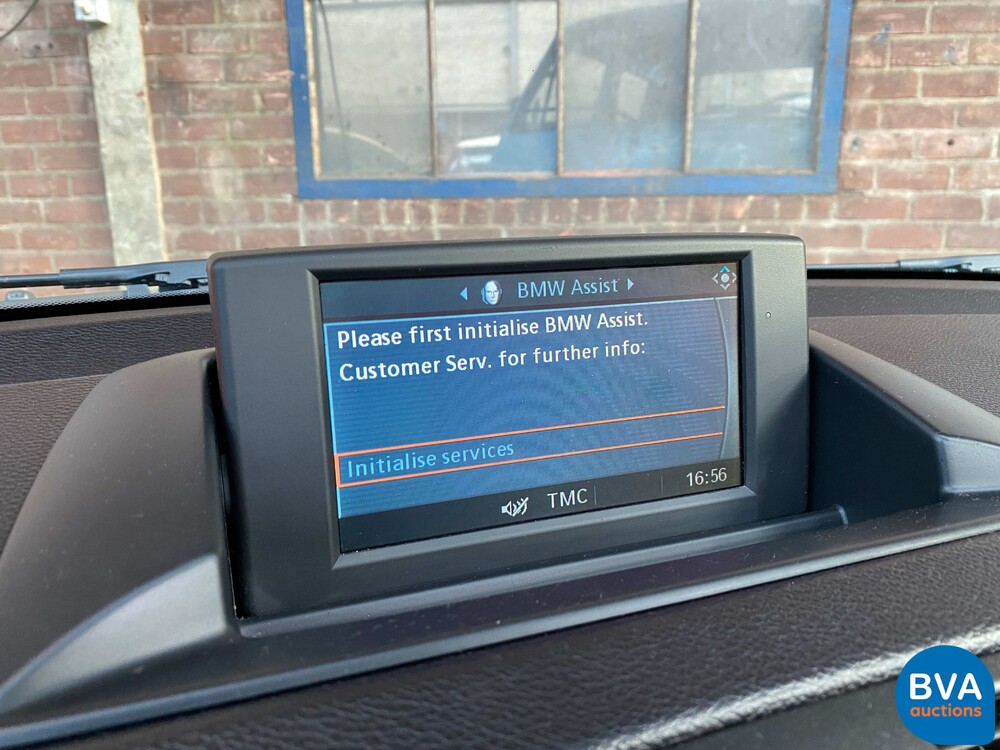 BMW Assist
Please first initialise BMW Assist.
Customer Serv. for further info:
Initialise services
TMC
16:56
BVA
auctions